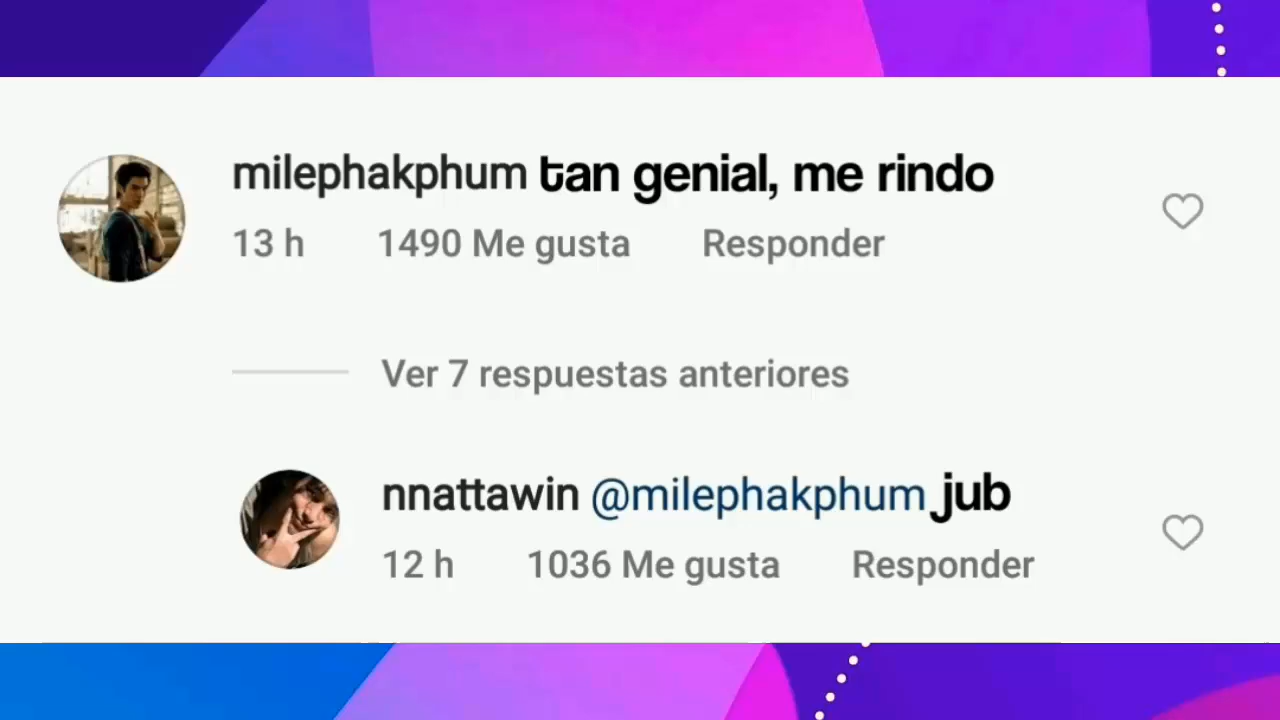 milephakphum tan genial, me rindo
13 h 1490 Me gusta Responder
Ver 7 respuestas anteriores
nnattawin @milephakphum jub
12 h 1036 Me gusta Responder